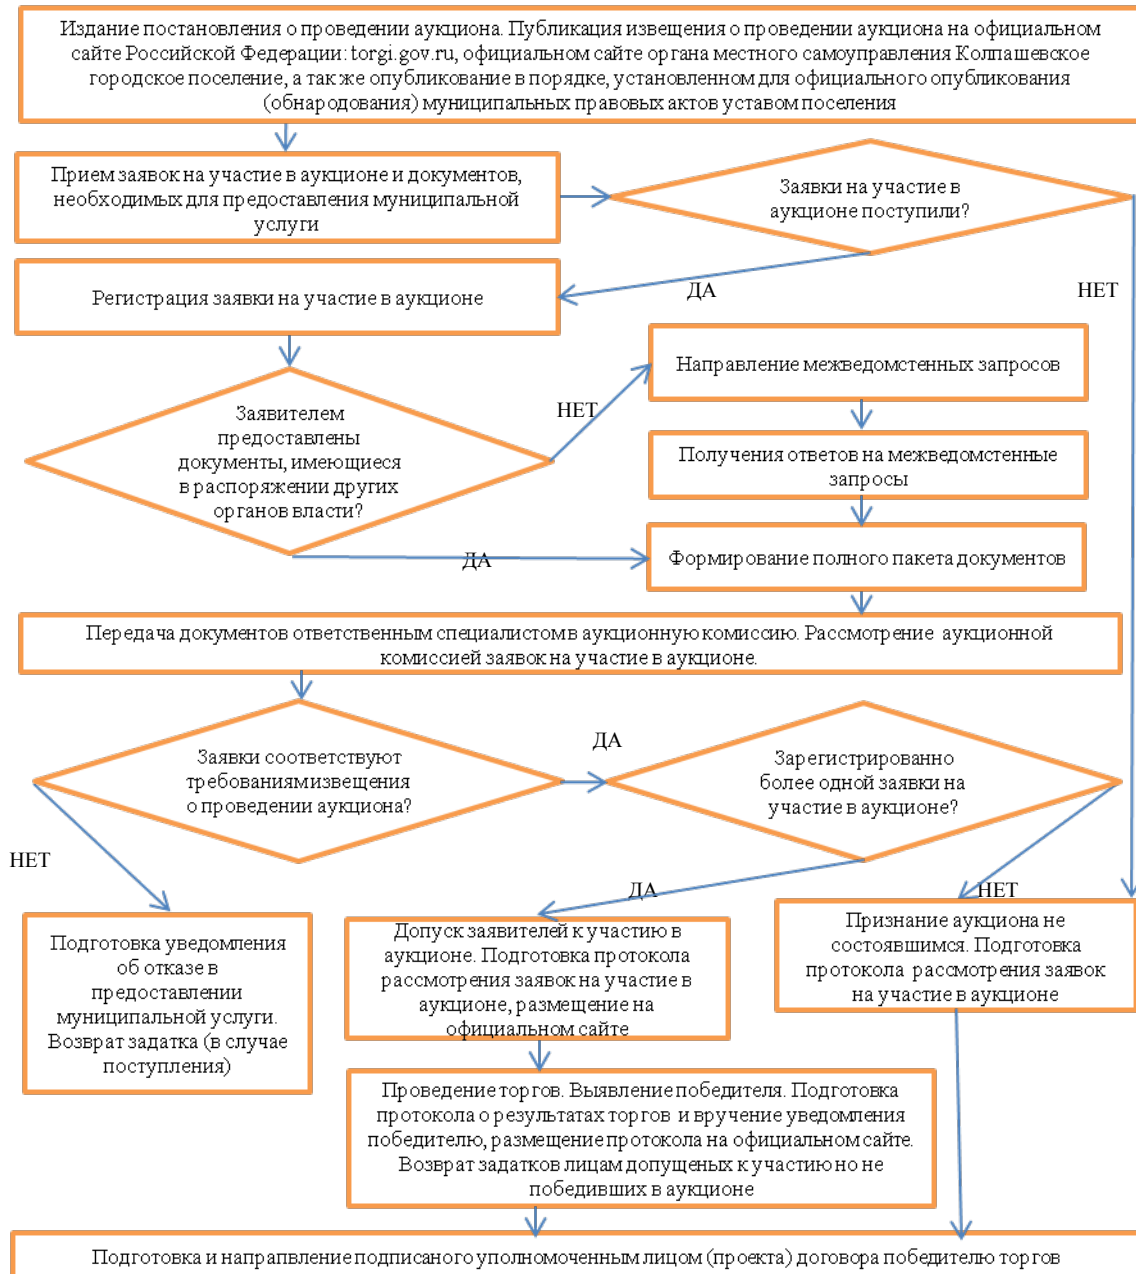 Издание постановления о проведении аукциона. Публикация извещения о проведении аукциона на официальном
сайте Российской Федерации: torgi.gov.ru, официальном сайте органа местного самоуправления Колпашевское
городское поселение, а так же опубликование в порядке, установленном для официального опубликования
(обнародования) муниципальных правовых актов уставом поселения
Прием заявок на участие в аукционе и документов,
необходимых для предоставления муниципальной
услуги
Заявки на участие в
аукционе поступили?
ДА
НЕТ
Регистрация заявки на участие в аукционе
Заявителем
предоставлены
документы, имеющиеся
в распоряжении других
органов власти?
НЕТ
Направление межведомстенных запросов
Получения ответов на межведомстенные
запросы
ДА
Формирование полного пакета документов
Передача документов ответственным специалистом в аукционную комиссию. Рассмотрение аукционной
комиссией заявок на участие в аукционе.
Заявки соответствуют
требованиямизвещения
о проведении аукциона?
ДА
Зарегистрированно
более одной заявки на
участие в аукционе?
НЕТ
ДА
НЕТ
Подготовка уведомления
об отказе в
предоставлении
муниципальной услуги.
Возврат задатка (в случае
поступления)
Допуск заявителей к участию в
аукционе. Подготовка протокола
рассмотрения заявок на участие в
аукционе, размещение на
официальном сайте
Признание аукциона не
состоявшимся. Подготовка
протокола рассмотрения заявок
на участие в аукционе
Проведение торгов. Выявление победителя. Подготовка
протокола о результатах торгов и вручение уведомления
победителю, размещение протокола на официальном сайте.
Возврат задатков лицам допущеных к участию но не
победивших в аукционе
Подготовка и напрапвление подписаного уполномоченным лицом (проекта) договора победителю торгов